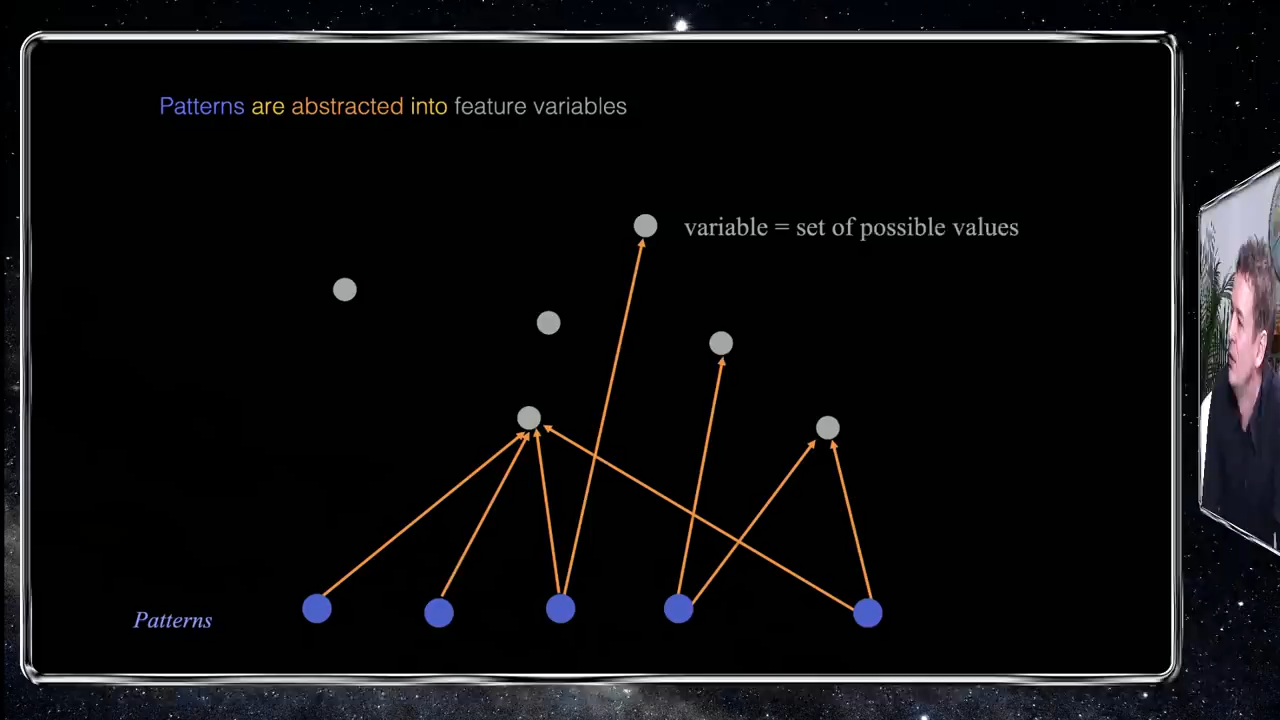 Patterns are abstracted into feature variables
variable = set of possible values
Patterns